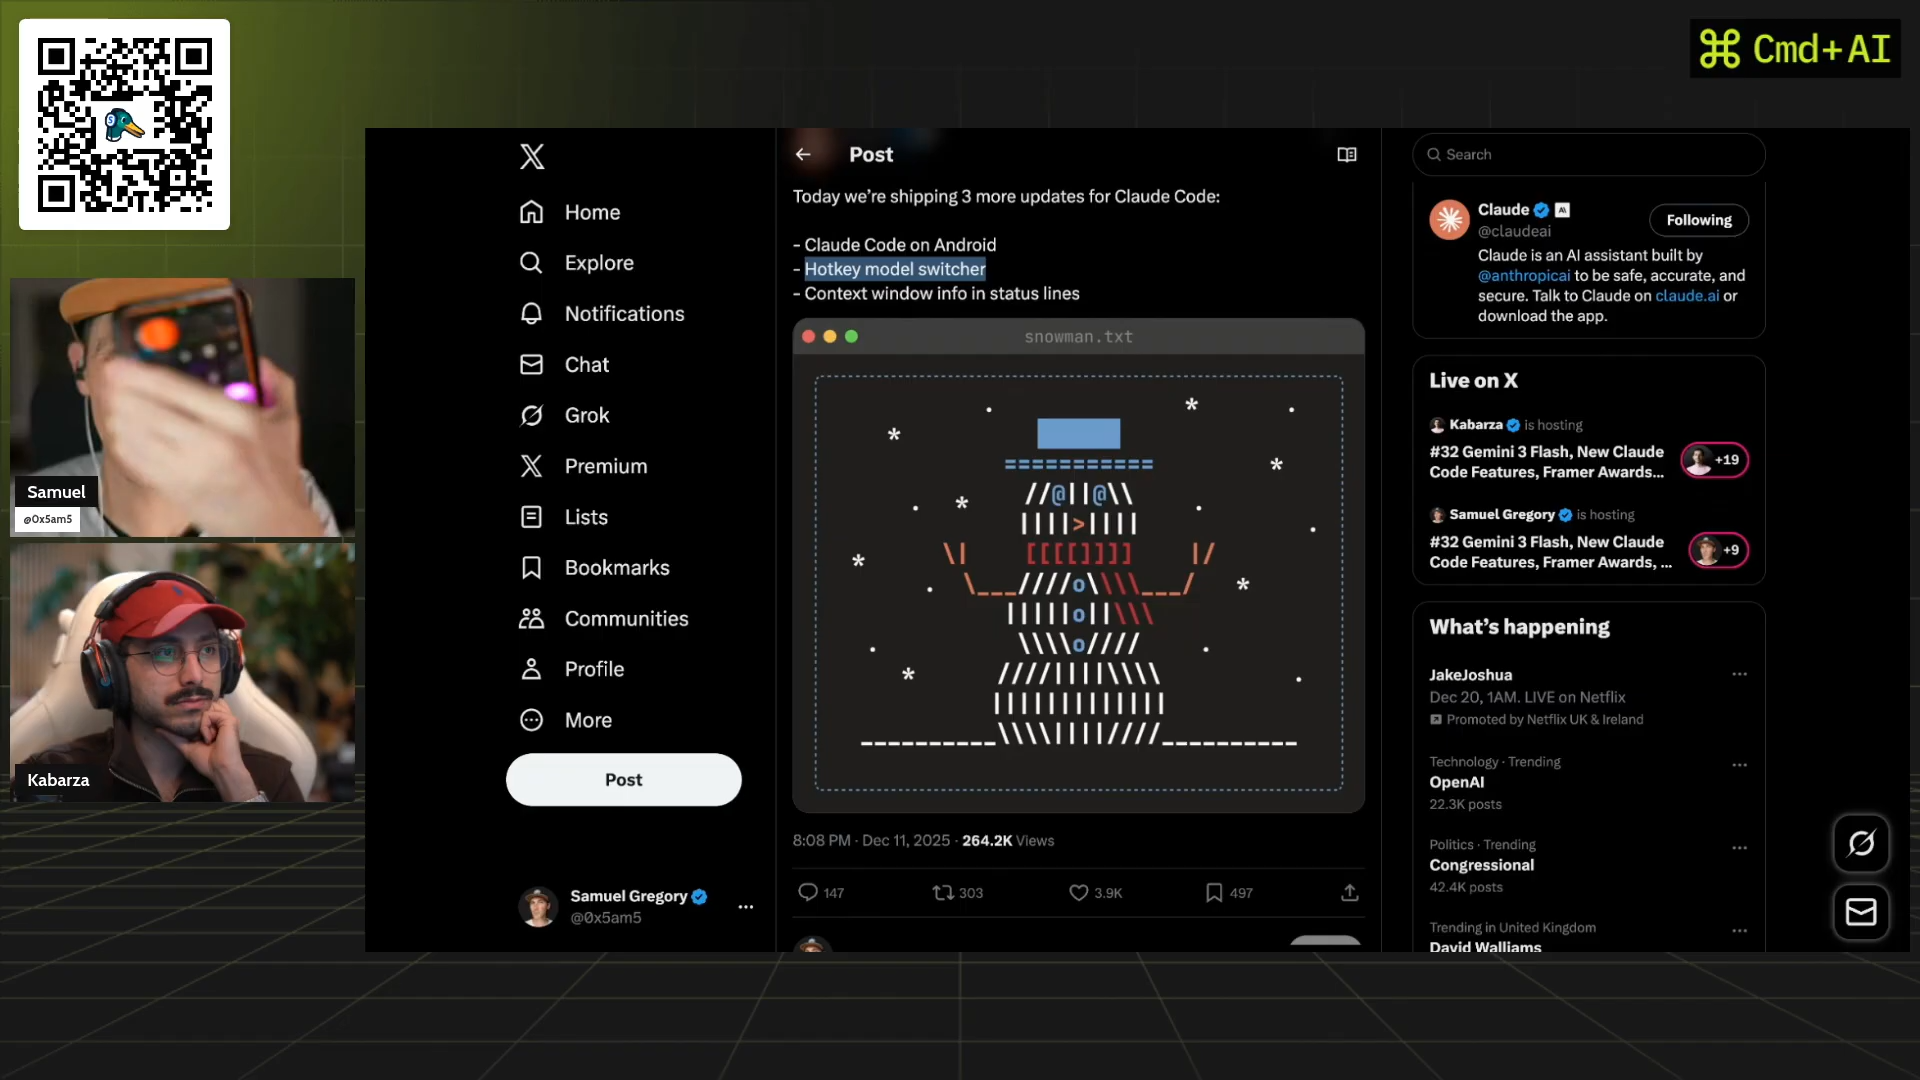 Cmd+AI
Samuel
@0x5am5
Kabarza
Home
Explore
Notifications
Chat
Grok
Premium
Lists
Bookmarks
Communities
Profile
More
Post
Samuel Gregory
@0x5am5
Post
Today we're shipping 3 more updates for Claude Code:
- Claude Code on Android
- Hotkey model switcher
- Context window info in status lines
snowman.txt
===========
//@||@\\
||||>||||
\| [[[[]]]] |/
\___////o\\\\___/
|||||o||\\\
\\\\o////
////||||\\\\
|||||||||||||
__________\\\\||||////__________
8:08 PM · Dec 11, 2025 · 264.2K Views
147
303
3.9K
497
Search
Claude
@claudeai
Following
Claude is an AI assistant built by
@anthropicai to be safe, accurate, and
secure. Talk to Claude on claude.ai or
download the app.
Live on X
Kabarza is hosting
#32 Gemini 3 Flash, New Claude
Code Features, Framer Awards...
+19
Samuel Gregory is hosting
#32 Gemini 3 Flash, New Claude
Code Features, Framer Awards, ...
+9
What's happening
JakeJoshua
Dec 20, 1AM. LIVE on Netflix
Promoted by Netflix UK & Ireland
Technology · Trending
OpenAI
22.3K posts
Politics · Trending
Congressional
42.4K posts
Trending in United Kingdom
David Walliams